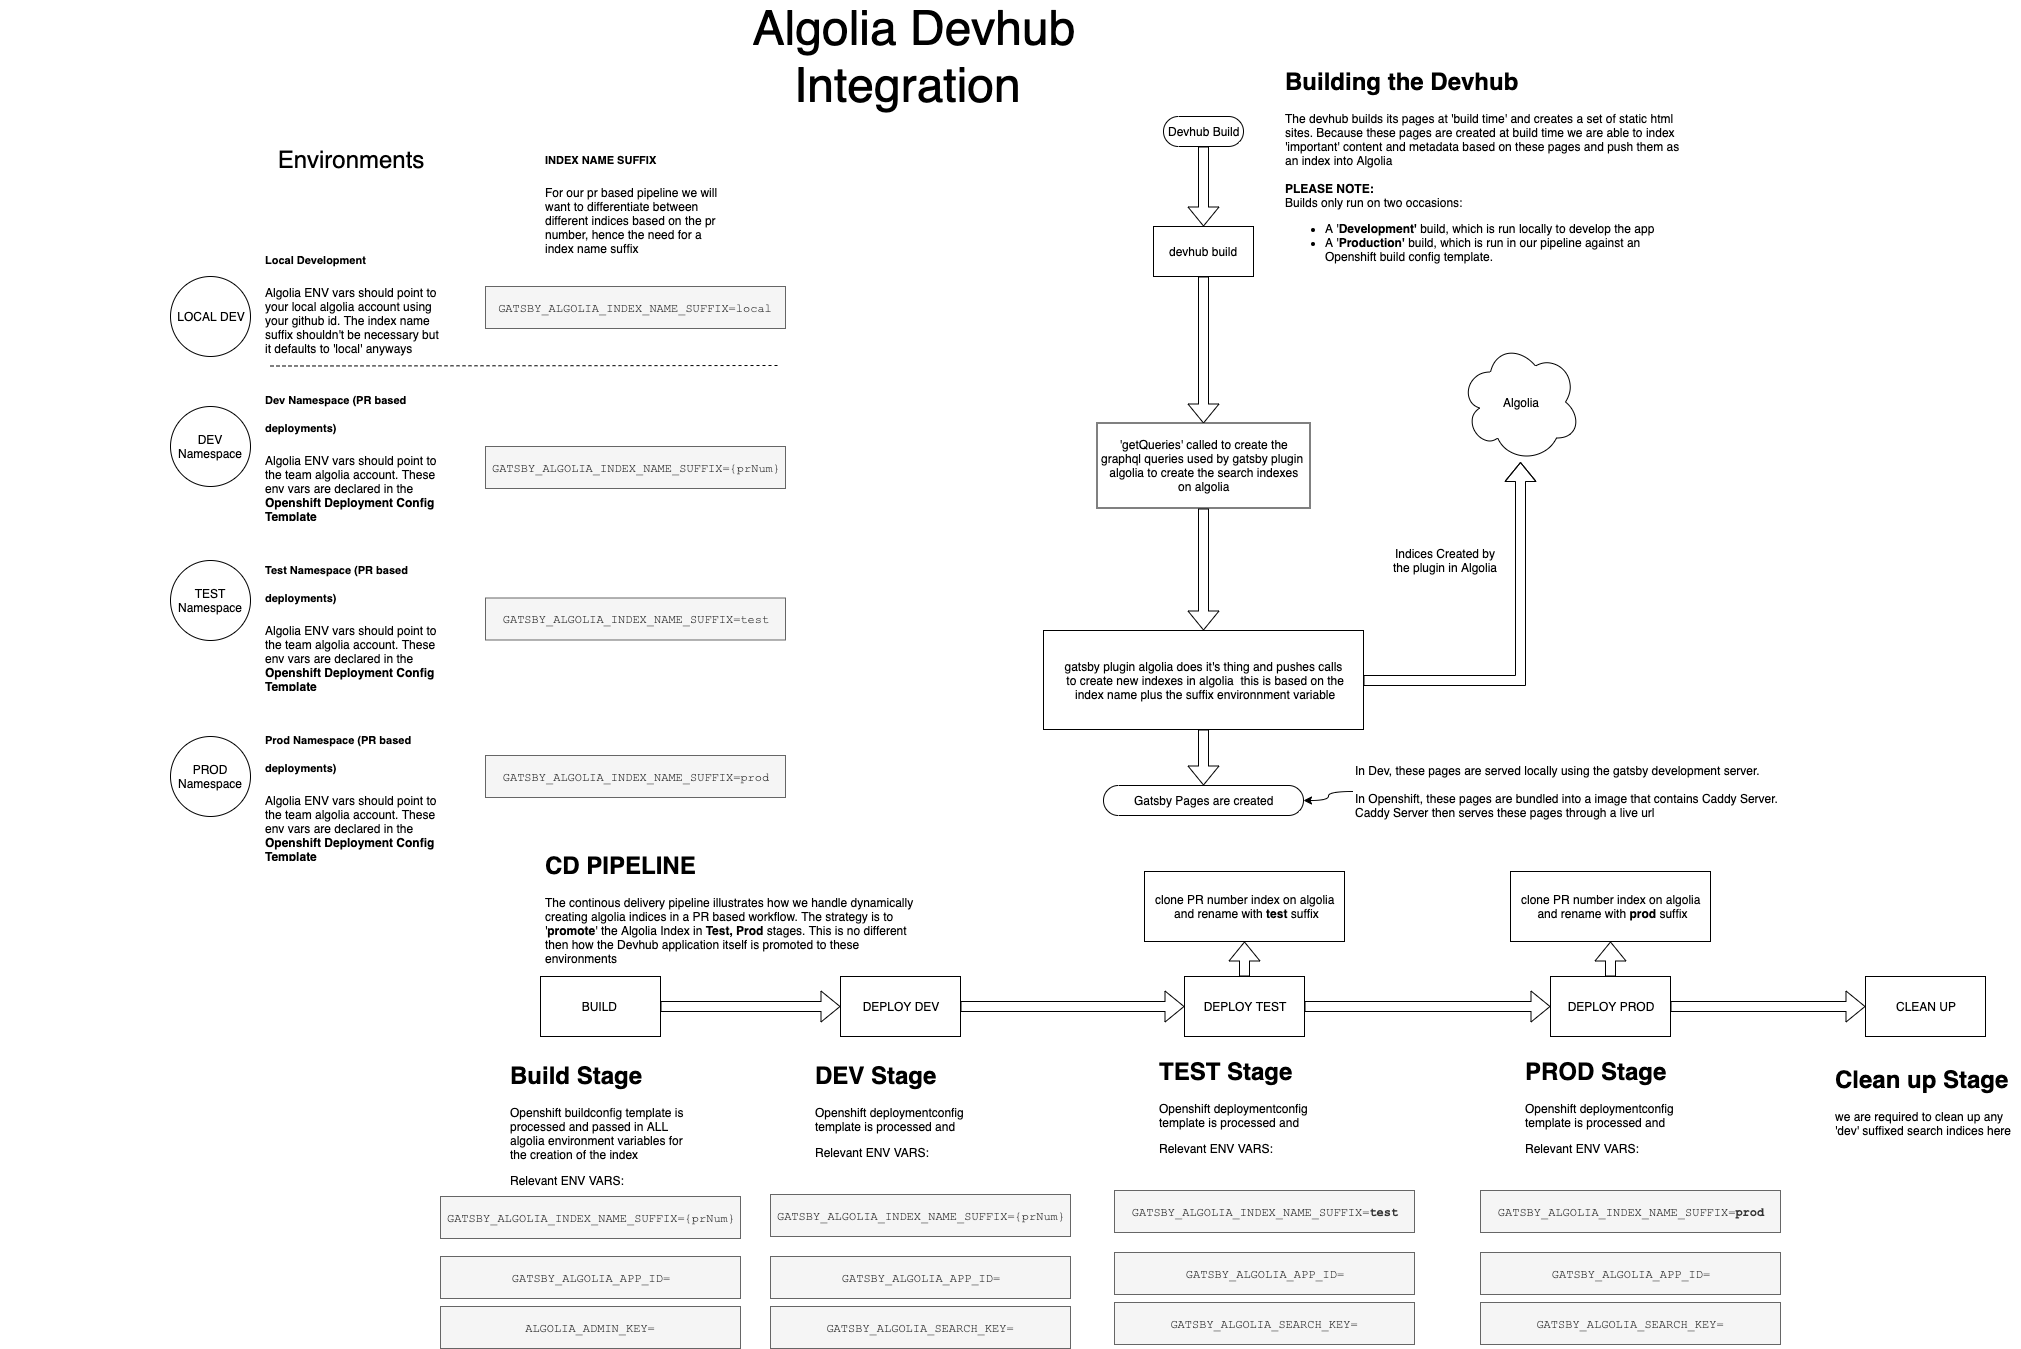 Algolia Devhub
Integration
Environments
INDEX NAME SUFFIX
For our pr based pipeline we will
want to differentiate between
different indices based on the pr
number, hence the need for a
index name suffix
LOCAL DEV
Local Development
Algolia ENV vars should point to
your local algolia account using
your github id. The index name
suffix shouldn't be necessary but
it defaults to 'local' anyways
GATSBY_ALGOLIA_INDEX_NAME_SUFFIX=local
DEV
Namespace
Dev Namespace (PR based
deployments)
Algolia ENV vars should point to
the team algolia account. These
env vars are declared in the
Openshift Deployment Config
Template
GATSBY_ALGOLIA_INDEX_NAME_SUFFIX={prNum}
TEST
Namespace
Test Namespace (PR based
deployments)
Algolia ENV vars should point to
the team algolia account. These
env vars are declared in the
Openshift Deployment Config
Template
GATSBY_ALGOLIA_INDEX_NAME_SUFFIX=test
PROD
Namespace
Prod Namespace (PR based
deployments)
Algolia ENV vars should point to
the team algolia account. These
env vars are declared in the
Openshift Deployment Config
Template
GATSBY_ALGOLIA_INDEX_NAME_SUFFIX=prod
Building the Devhub
The devhub builds its pages at 'build time' and creates a set of static html
sites. Because these pages are created at build time we are able to index
'important' content and metadata based on these pages and push them as
an index into Algolia
PLEASE NOTE:
Builds only run on two occasions:
• A 'Development' build, which is run locally to develop the app
• A 'Production' build, which is run in our pipeline against an
Openshift build config template.
Devhub Build
devhub build
'getQueries' called to create the
graphql queries used by gatsby plugin
algolia to create the search indexes
on algolia
Algolia
Indices Created by
the plugin in Algolia
gatsby plugin algolia does it's thing and pushes calls
to create new indexes in algolia  this is based on the
index name plus the suffix environnment variable
Gatsby Pages are created
In Dev, these pages are served locally using the gatsby development server.
In Openshift, these pages are bundled into a image that contains Caddy Server.
Caddy Server then serves these pages through a live url
CD PIPELINE
The continous delivery pipeline illustrates how we handle dynamically
creating algolia indices in a PR based workflow. The strategy is to
'promote' the Algolia Index in Test, Prod stages. This is no different
then how the Devhub application itself is promoted to these
environments
clone PR number index on algolia
and rename with test suffix
clone PR number index on algolia
and rename with prod suffix
BUILD
DEPLOY DEV
DEPLOY TEST
DEPLOY PROD
CLEAN UP
Build Stage
Openshift buildconfig template is
processed and passed in ALL
algolia environment variables for
the creation of the index
Relevant ENV VARS:
GATSBY_ALGOLIA_INDEX_NAME_SUFFIX={prNum}
GATSBY_ALGOLIA_APP_ID=
ALGOLIA_ADMIN_KEY=
DEV Stage
Openshift deploymentconfig
template is processed and
Relevant ENV VARS:
GATSBY_ALGOLIA_INDEX_NAME_SUFFIX={prNum}
GATSBY_ALGOLIA_APP_ID=
GATSBY_ALGOLIA_SEARCH_KEY=
TEST Stage
Openshift deploymentconfig
template is processed and
Relevant ENV VARS:
GATSBY_ALGOLIA_INDEX_NAME_SUFFIX=test
GATSBY_ALGOLIA_APP_ID=
GATSBY_ALGOLIA_SEARCH_KEY=
PROD Stage
Openshift deploymentconfig
template is processed and
Relevant ENV VARS:
GATSBY_ALGOLIA_INDEX_NAME_SUFFIX=prod
GATSBY_ALGOLIA_APP_ID=
GATSBY_ALGOLIA_SEARCH_KEY=
Clean up Stage
we are required to clean up any
'dev' suffixed search indices here